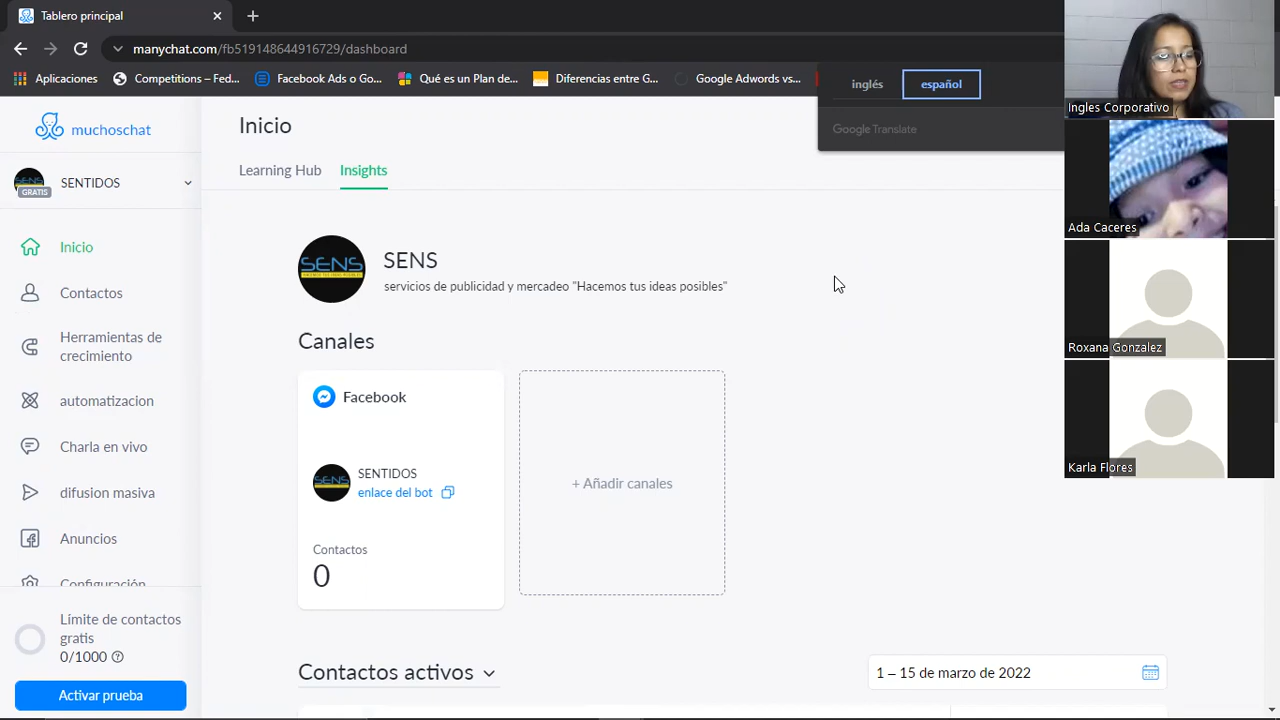 Tablero principal
manychat.com/fb519148644916729/dashboard
Aplicaciones
Competitions – Fed...
Facebook Ads o Go...
Qué es un Plan de...
Diferencias entre G...
Google Adwords vs...
inglés
español
Google Translate
muchoschat
SENTIDOS
GRATIS
Inicio
Contactos
Herramientas de
crecimiento
automatizacion
Charla en vivo
difusion masiva
Anuncios
Configuración
Límite de contactos
gratis
0/1000
Activar prueba
Inicio
Learning Hub
Insights
SENS
SENS
servicios de publicidad y mercadeo "Hacemos tus ideas posibles"
Canales
Facebook
SENS
SENTIDOS
enlace del bot
Contactos
0
+ Añadir canales
Contactos activos
1 – 15 de marzo de 2022
Ingles Corporativo
Ada Caceres
Roxana Gonzalez
Karla Flores